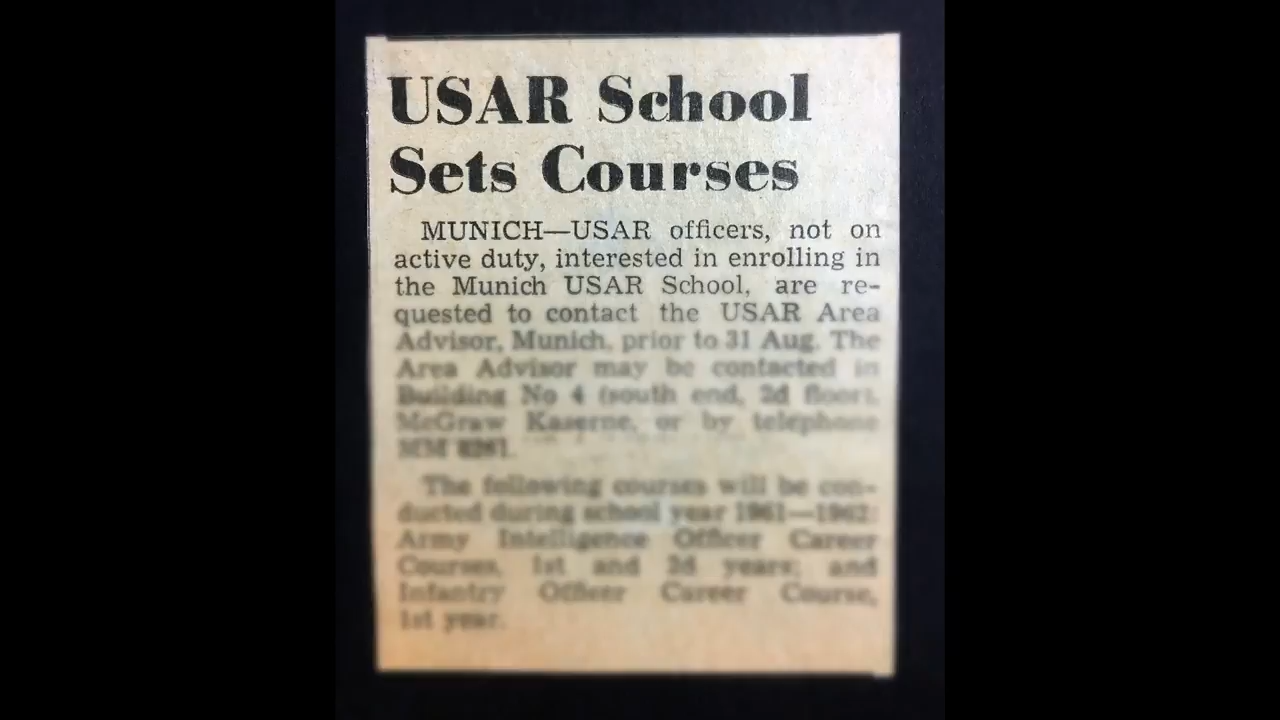 USAR School
Sets Courses
MUNICH—USAR officers, not on
active duty, interested in enrolling in
the Munich USAR School, are re-
quested to contact the USAR Area
Advisor, Munich, prior to 31 Aug. The
Area Advisor may be contacted in
Building No 4 (south end, 2d floor),
McGraw Kaserne, or by telephone
MM
The following courses will be con-
ducted during school year 1961—1962:
Army Intelligence Officer Career
Courses, 1st and 2d years; and
Infantry Officer Career Course,
1st year.